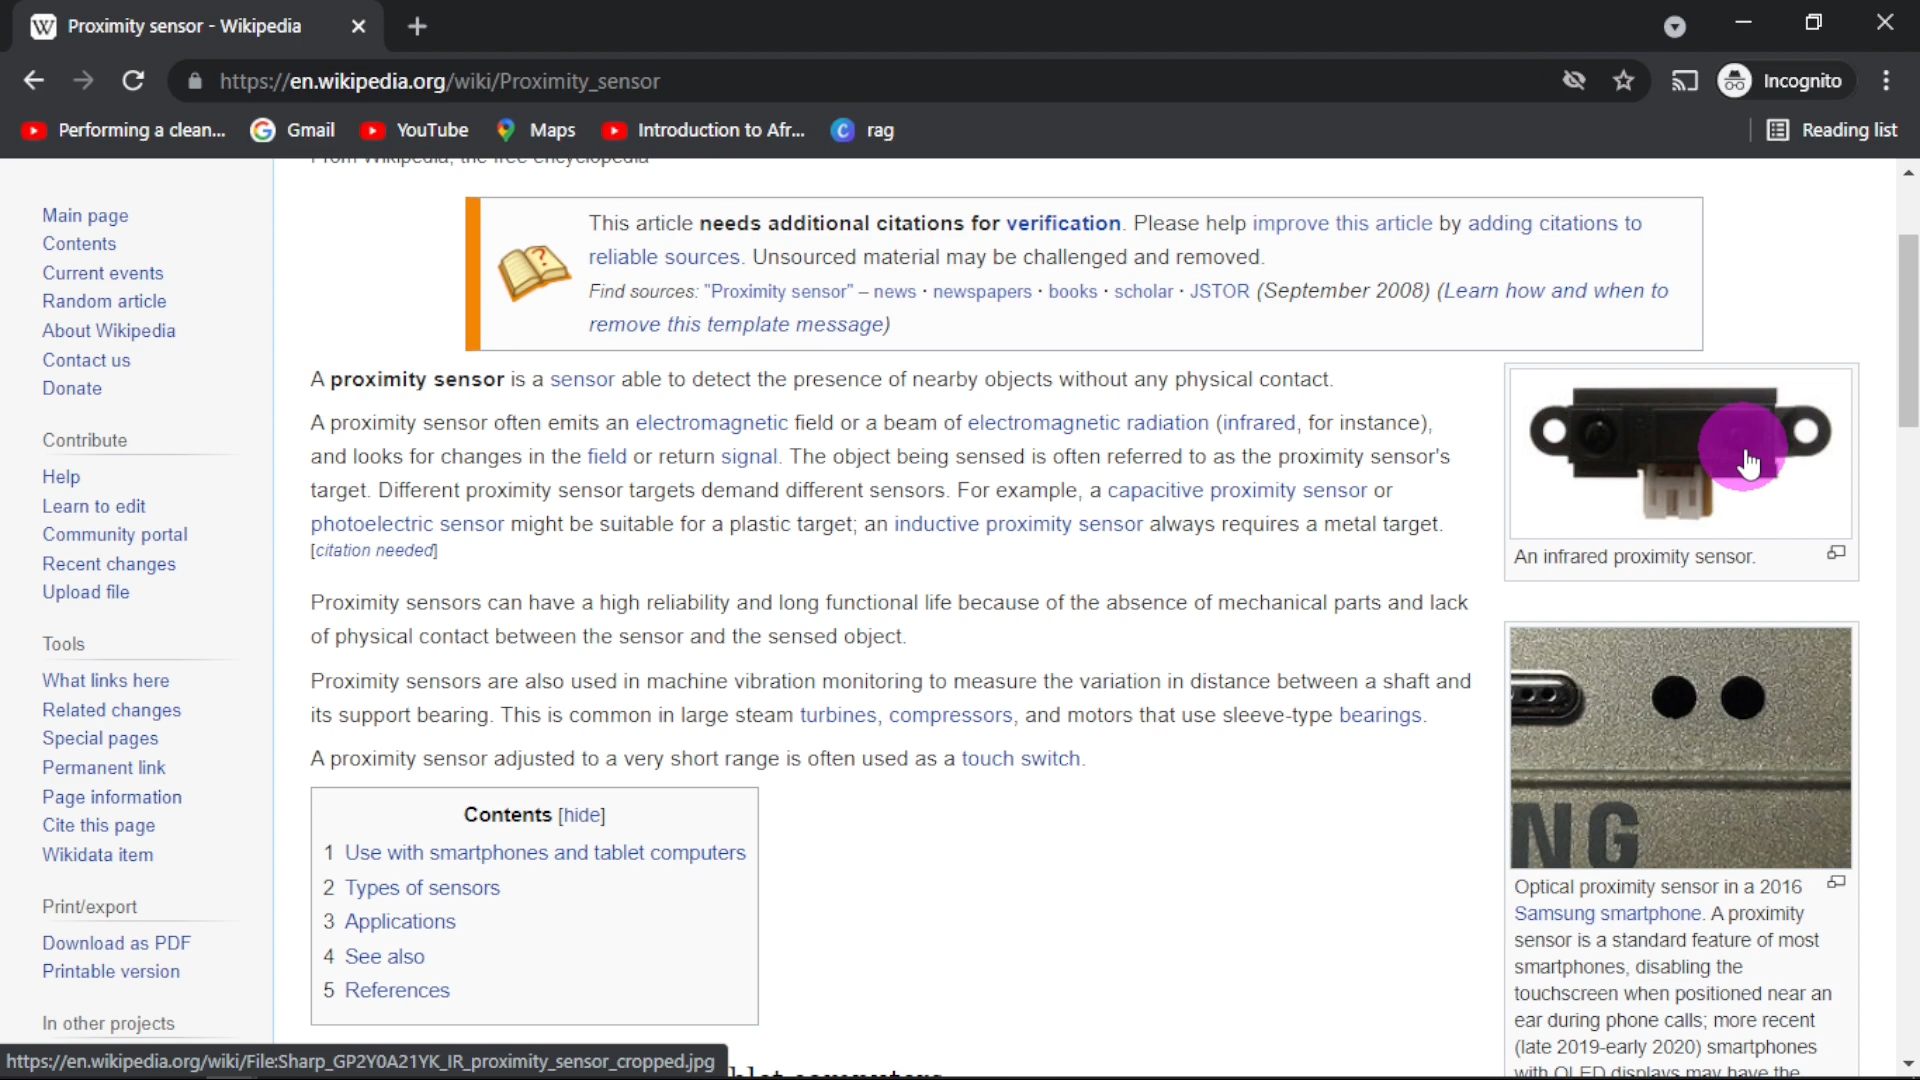 Proximity sensor - Wikipedia
https://en.wikipedia.org/wiki/Proximity_sensor
Incognito
Performing a clean...
Gmail
YouTube
Maps
Introduction to Afr...
rag
Reading list
From Wikipedia, the free encyclopedia
Main page
Contents
Current events
Random article
About Wikipedia
Contact us
Donate
Contribute
Help
Learn to edit
Community portal
Recent changes
Upload file
Tools
What links here
Related changes
Special pages
Permanent link
Page information
Cite this page
Wikidata item
Print/export
Download as PDF
Printable version
In other projects
This article needs additional citations for verification. Please help improve this article by adding citations to
reliable sources. Unsourced material may be challenged and removed.
Find sources: "Proximity sensor" – news · newspapers · books · scholar · JSTOR (September 2008) (Learn how and when to
remove this template message)
A proximity sensor is a sensor able to detect the presence of nearby objects without any physical contact.
A proximity sensor often emits an electromagnetic field or a beam of electromagnetic radiation (infrared, for instance),
and looks for changes in the field or return signal. The object being sensed is often referred to as the proximity sensor's
target. Different proximity sensor targets demand different sensors. For example, a capacitive proximity sensor or
photoelectric sensor might be suitable for a plastic target; an inductive proximity sensor always requires a metal target.
[citation needed]
Proximity sensors can have a high reliability and long functional life because of the absence of mechanical parts and lack
of physical contact between the sensor and the sensed object.
Proximity sensors are also used in machine vibration monitoring to measure the variation in distance between a shaft and
its support bearing. This is common in large steam turbines, compressors, and motors that use sleeve-type bearings.
A proximity sensor adjusted to a very short range is often used as a touch switch.
Contents [hide]
1 Use with smartphones and tablet computers
2 Types of sensors
3 Applications
4 See also
5 References
An infrared proximity sensor.
NG
Optical proximity sensor in a 2016
Samsung smartphone. A proximity
sensor is a standard feature of most
smartphones, disabling the
touchscreen when positioned near an
ear during phone calls; more recent
(late 2019-early 2020) smartphones
with OLED displays may have the
https://en.wikipedia.org/wiki/File:Sharp_GP2Y0A21YK_IR_proximity_sensor_cropped.jpg